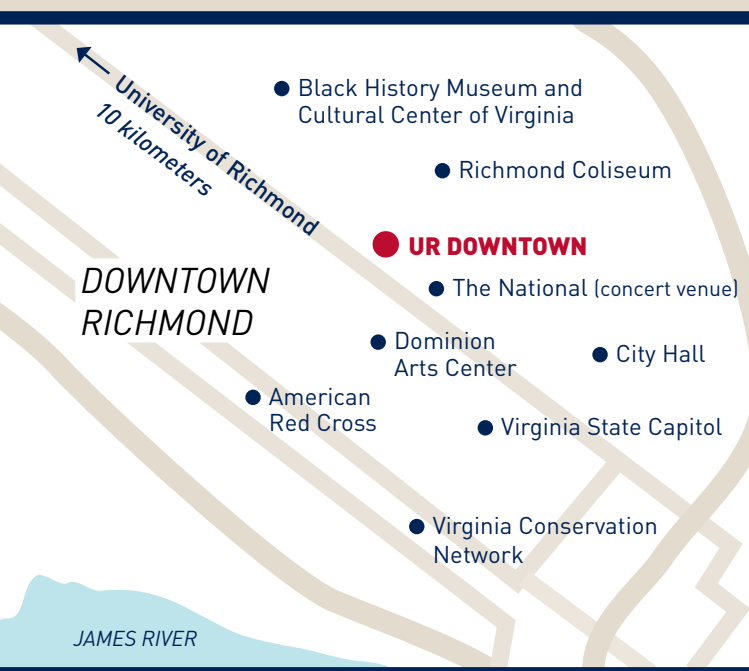 University of Richmond
10 kilometers
Black History Museum and
Cultural Center of Virginia
Richmond Coliseum
UR DOWNTOWN
The National (concert venue)
DOWNTOWN
RICHMOND
Dominion
Arts Center
City Hall
American
Red Cross
Virginia State Capitol
Virginia Conservation
Network
JAMES RIVER